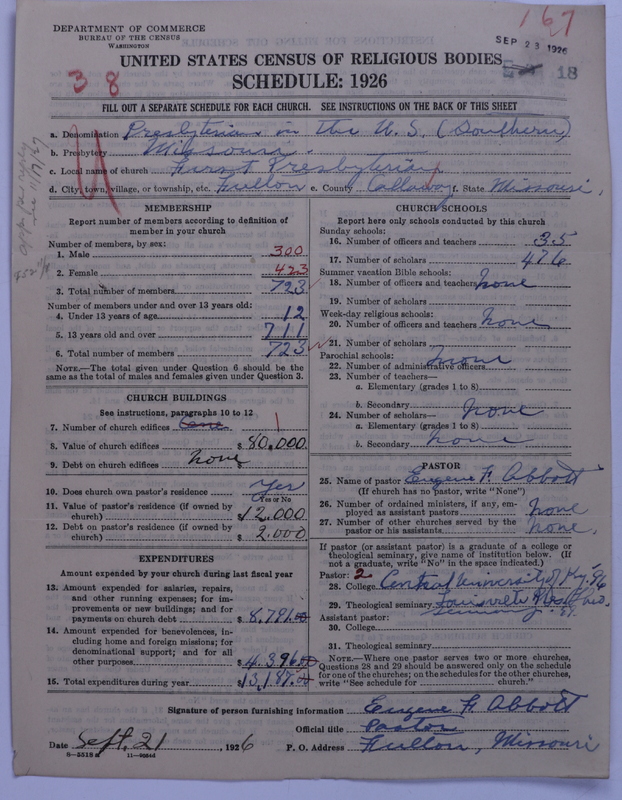 167
DEPARTMENT OF COMMERCE
BUREAU OF THE CENSUS
WASHINGTON
SEP 23 1926
18
UNITED STATES CENSUS OF RELIGIOUS BODIES
38
SCHEDULE: 1926
FILL OUT A SEPARATE SCHEDULE FOR EACH CHURCH. SEE INSTRUCTIONS ON THE BACK OF THIS SHEET
a. Denomination Presbyterian in the U.S. (Southern)
b. Presbytery Missouri.
c. Local name of church First Presbyterian
d. City, town, village, or township, etc. Fulton e. County Callaway f. State Missouri.
MEMBERSHIP
Report number of members according to definition of
member in your church
Number of members, by sex:
1. Male 300
2. Female 423
3. Total number of members 723
Number of members under and over 13 years old:
4. Under 13 years of age 12
5. 13 years old and over 711
6. Total number of members 723
NOTE.—The total given under Question 6 should be the
same as the total of males and females given under Question 3.
CHURCH BUILDINGS
See instructions, paragraphs 10 to 12
7. Number of church edifices One 1
8. Value of church edifices $80,000
9. Debt on church edifices none
10. Does church own pastor's residence Yes
Yes or No
11. Value of pastor's residence (if owned by
church) $12,000
12. Debt on pastor's residence (if owned by
church) $2.000
EXPENDITURES
Amount expended by your church during last fiscal year
13. Amount expended for salaries, repairs,
and other running expenses; for im-
provements or new buildings; and for
payments on church debt $8,791.00
14. Amount expended for benevolences, in-
cluding home and foreign missions; for
denominational support; and for all
other purposes $4.396.00
15. Total expenditures during year $13,187.00
CHURCH SCHOOLS
Report here only schools conducted by this church
Sunday schools:
16. Number of officers and teachers 35
17. Number of scholars 476
Summer vacation Bible schools:
18. Number of officers and teachers none
19. Number of scholars
Week-day religious schools:
20. Number of officers and teachers none
21. Number of scholars
Parochial schools:
22. Number of administrative officers none
23. Number of teachers—
a. Elementary (grades 1 to 8)
b. Secondary none
24. Number of scholars—
a. Elementary (grades 1 to 8)
b. Secondary none
PASTOR
25. Name of pastor Eugene F. Abbott
(If church has no pastor, write "None")
26. Number of ordained ministers, if any, em-
ployed as assistant pastors none
27. Number of other churches served by the
pastor or his assistants none.
If pastor (or assistant pastor) is a graduate of a college or
theological seminary, give name of institution below. (If
not a graduate, write "No" in the space indicated.)
Pastor: 2
28. College Central University of Ky.
29. Theological seminary Louisville
Seminary
Assistant pastor:
30. College
31. Theological seminary
NOTE.—Where one pastor serves two or more churches,
Questions 28 and 29 should be answered only on the schedule
for one of the churches; on the schedules for the other churches,
write "See schedule for church."
Signature of person furnishing information Eugene F. Abbott
Official title Pastor
Date Sept. 21, 1926 P. O. Address Fulton, Missouri
8-5518a 11-9554d